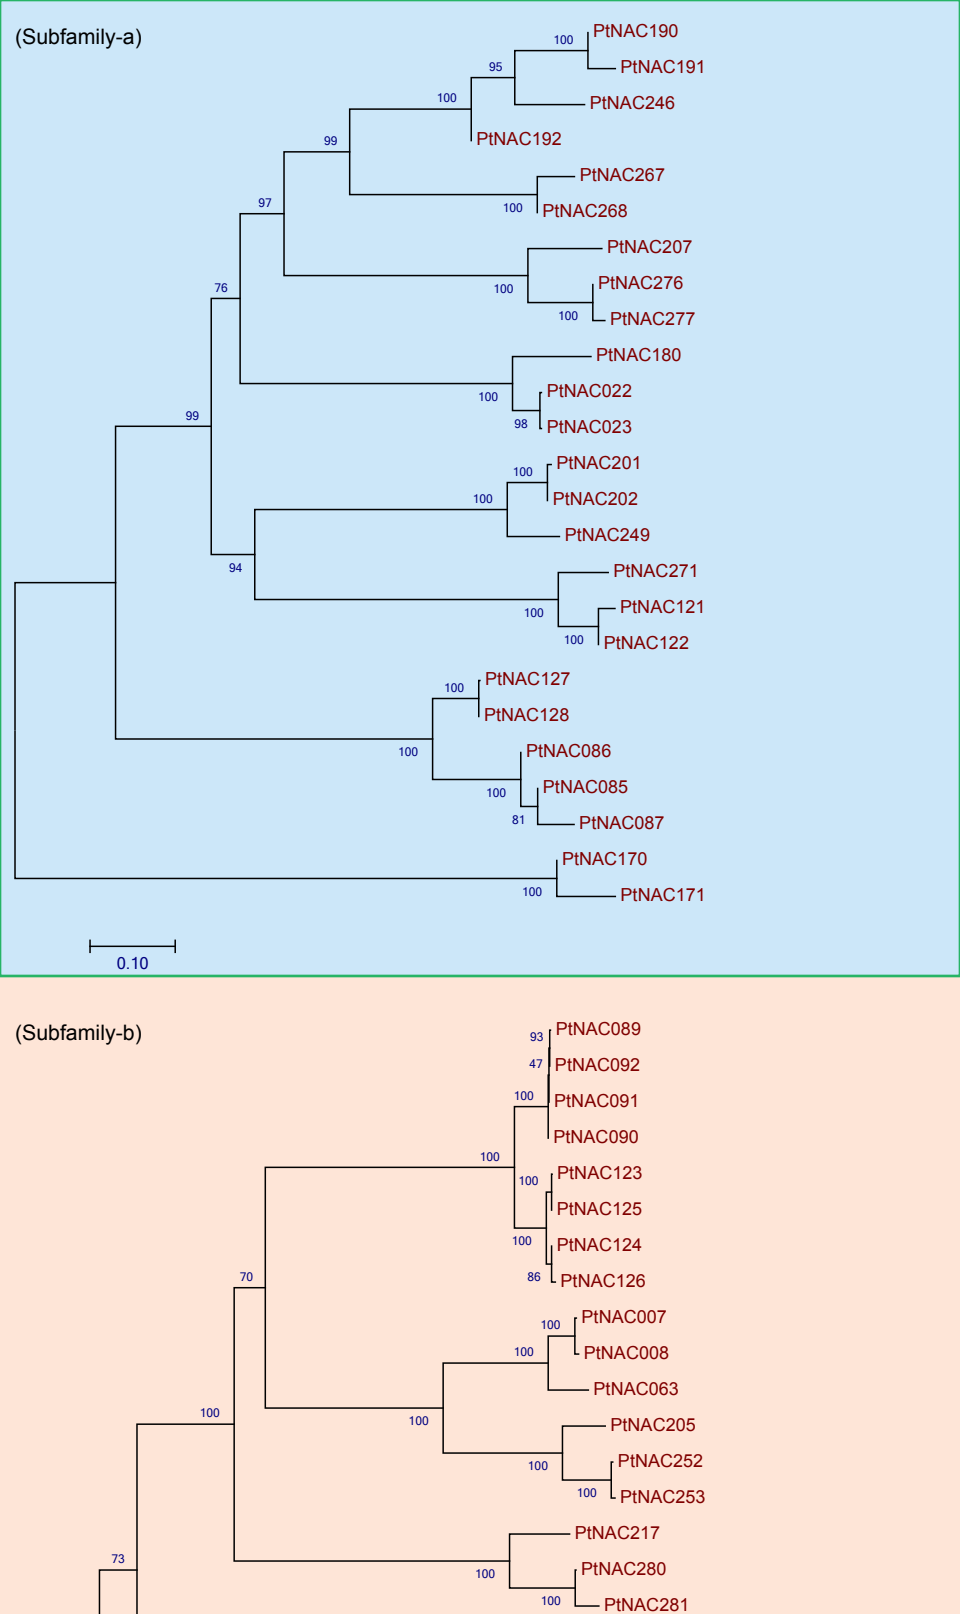 (Subfamily-a)
PtNAC190
100
PtNAC191
95
100
PtNAC246
99
PtNAC192
PtNAC267
97
100
PtNAC268
PtNAC207
76
100
PtNAC276
100
PtNAC277
PtNAC180
100
PtNAC022
99
98
PtNAC023
100
PtNAC201
100
PtNAC202
PtNAC249
94
PtNAC271
100
PtNAC121
100
PtNAC122
100
PtNAC127
PtNAC128
100
PtNAC086
100
PtNAC085
81
PtNAC087
PtNAC170
100
PtNAC171
0.10
(Subfamily-b)
93
PtNAC089
47
PtNAC092
100
PtNAC091
PtNAC090
100
100
PtNAC123
PtNAC125
100
PtNAC124
70
86
PtNAC126
100
PtNAC007
100
PtNAC008
PtNAC063
100
100
PtNAC205
100
PtNAC252
100
PtNAC253
PtNAC217
73
100
PtNAC280
100
PtNAC281